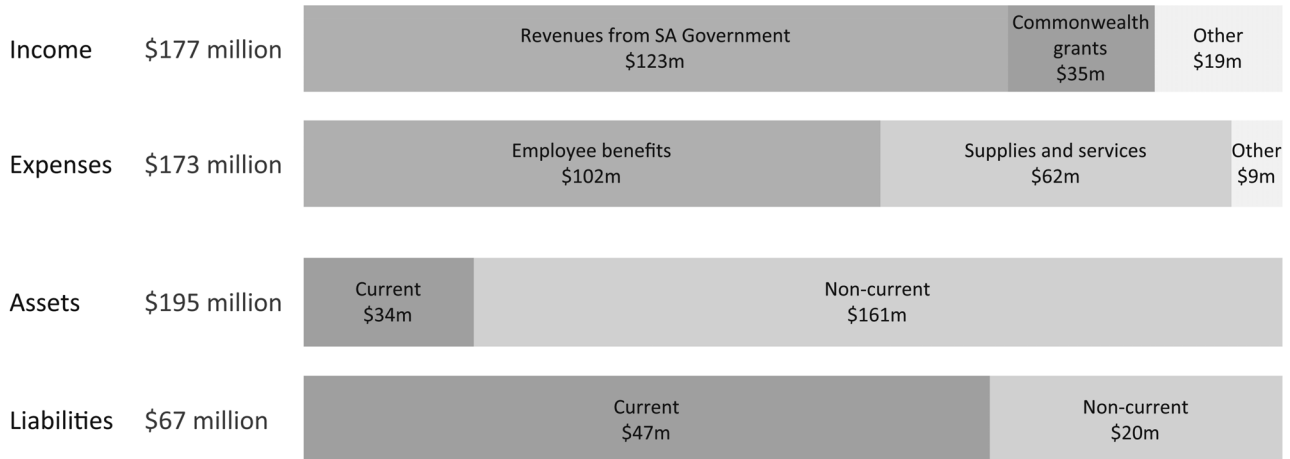 Income $177 million
Revenues from SA Government
$123m
Commonwealth
grants
$35m
Other
$19m
Expenses $173 million
Employee benefits
$102m
Supplies and services
$62m
Other
$9m
Assets $195 million
Current
$34m
Non-current
$161m
Liabilities $67 million
Current
$47m
Non-current
$20m